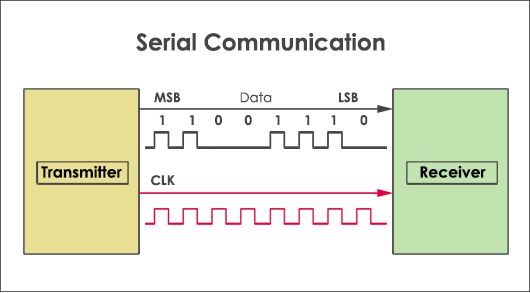 Serial Communication
MSB Data LSB
1 1 0 0 1 1 1 0
Transmitter
Receiver
CLK